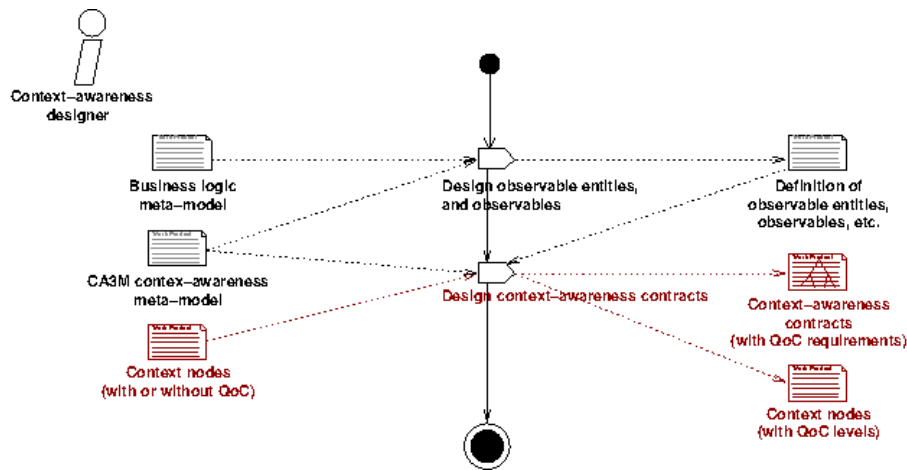 Context-awareness
designer
Business logic
meta-model
Design observable entities,
and observables
Definition of
observable entities,
observables, etc.
CA3M contex-awareness
meta-model
Design context-awareness contracts
Context-awareness
contracts
(with QoC requirements)
Context nodes
(with or without QoC)
Context nodes
(with QoC levels)